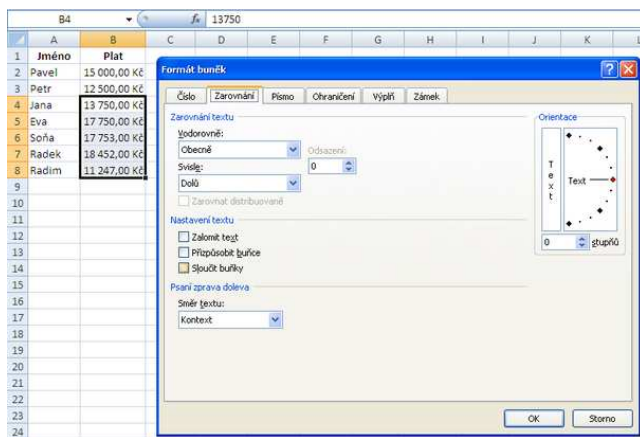 B4 fx 13750
A B C D E F G H I J K L
1 Jméno Plat
2 Pavel 15 000,00 Kč
3 Petr 12 500,00 Kč
4 Jana 13 750,00 Kč
5 Eva 17 750,00 Kč
6 Soňa 17 753,00 Kč
7 Radek 18 452,00 Kč
8 Radim 11 247,00 Kč
9
10
11
12
13
14
15
16
17
18
19
20
21
22
23
24
Formát buněk
Číslo Zarovnání Písmo Ohraničení Výplň Zámek
Zarovnání textu
Vodorovně:
Obecně
Odsazení:
Svisle:
0
Dolů
Zarovnat distribuovaně
Nastavení textu
Zalomit text
Přizpůsobit buňce
Sloučit buňky
Psaní zprava doleva
Směr textu:
Kontext
Orientace
Text
Text
0 stupňů
OK Storno